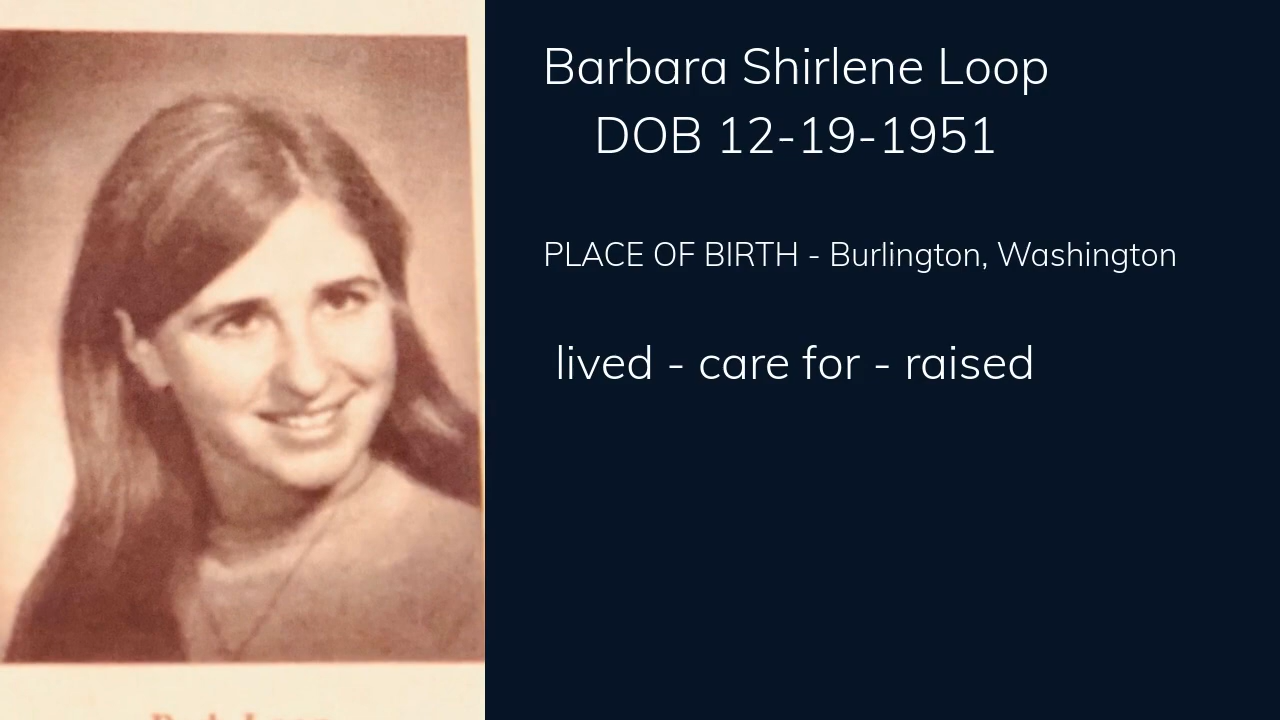 Barbara Shirlene Loop
DOB 12-19-1951
PLACE OF BIRTH - Burlington, Washington
lived - care for - raised